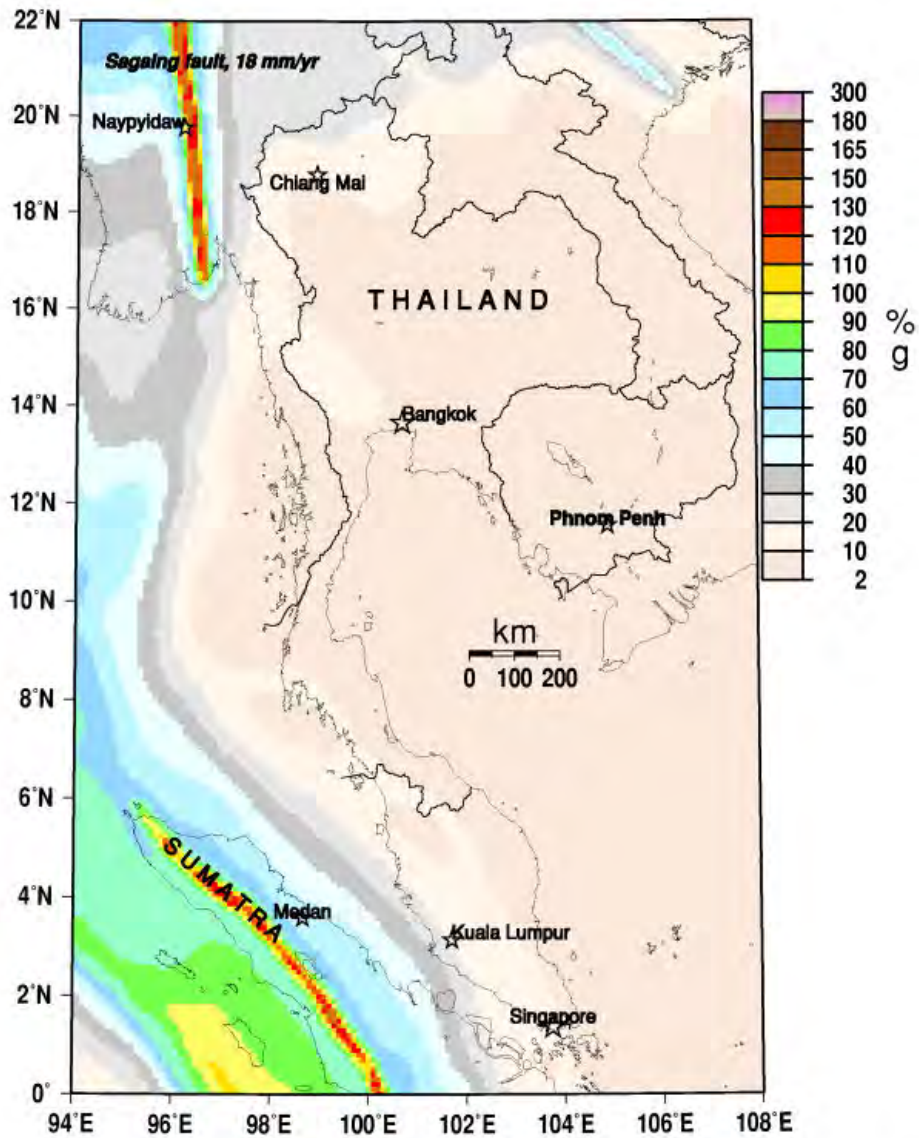 22°N
Sagaing fault, 18 mm/yr
20°N
Naypyidaw
Chiang Mai
18°N
THAILAND
16°N
14°N
Bangkok
12°N
Phnom Penh
10°N
km
0 100 200
8°N
6°N
SUMATRA
4°N
Medan
Kuala Lumpur
2°N
Singapore
0°
94°E 96°E 98°E 100°E 102°E 104°E 106°E 108°E
300
180
165
150
130
120
110
100
90
80
70
60
50
40
30
20
10
2
%
g